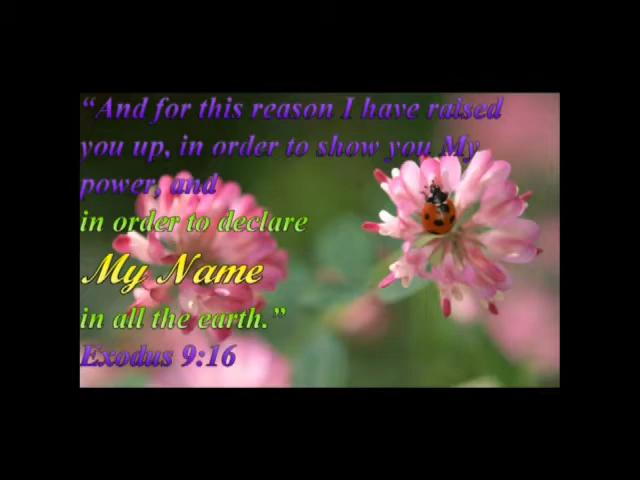 “And for this reason I have raised
you up, in order to show you My
power, and
in order to declare
My Name
in all the earth.”
Exodus 9:16